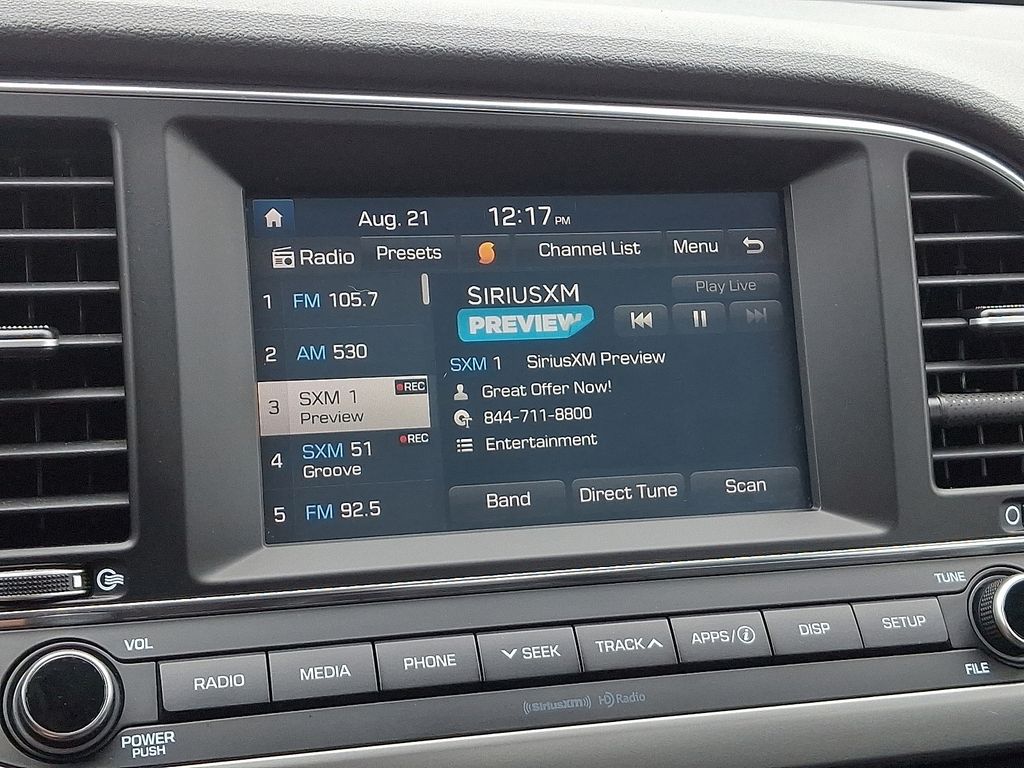 Aug. 21 12:17 PM
Radio Presets Channel List Menu
1 FM 105.7
2 AM 530
3 SXM 1 REC
Preview
4 SXM 51 REC
Groove
5 FM 92.5
SIRIUSXM
PREVIEW
Play Live
SXM 1 SiriusXM Preview
Great Offer Now!
844-711-8800
Entertainment
Band Direct Tune Scan
VOL
POWER
PUSH
RADIO MEDIA PHONE SEEK TRACK APPS/i DISP SETUP
TUNE
FILE
((SiriusXM)) HD Radio